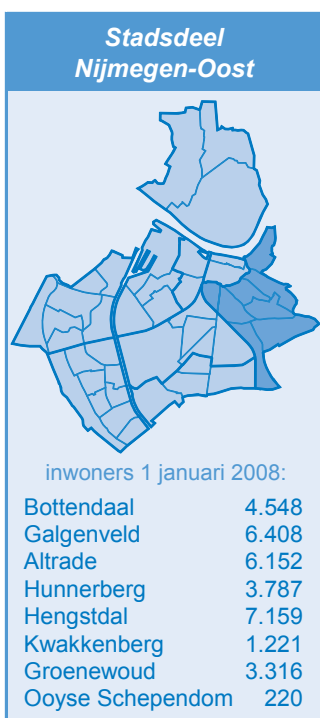 Stadsdeel
Nijmegen-Oost
inwoners 1 januari 2008:
Bottendaal 4.548
Galgenveld 6.408
Altrade 6.152
Hunnerberg 3.787
Hengstdal 7.159
Kwakkenberg 1.221
Groenewoud 3.316
Ooyse Schependom 220